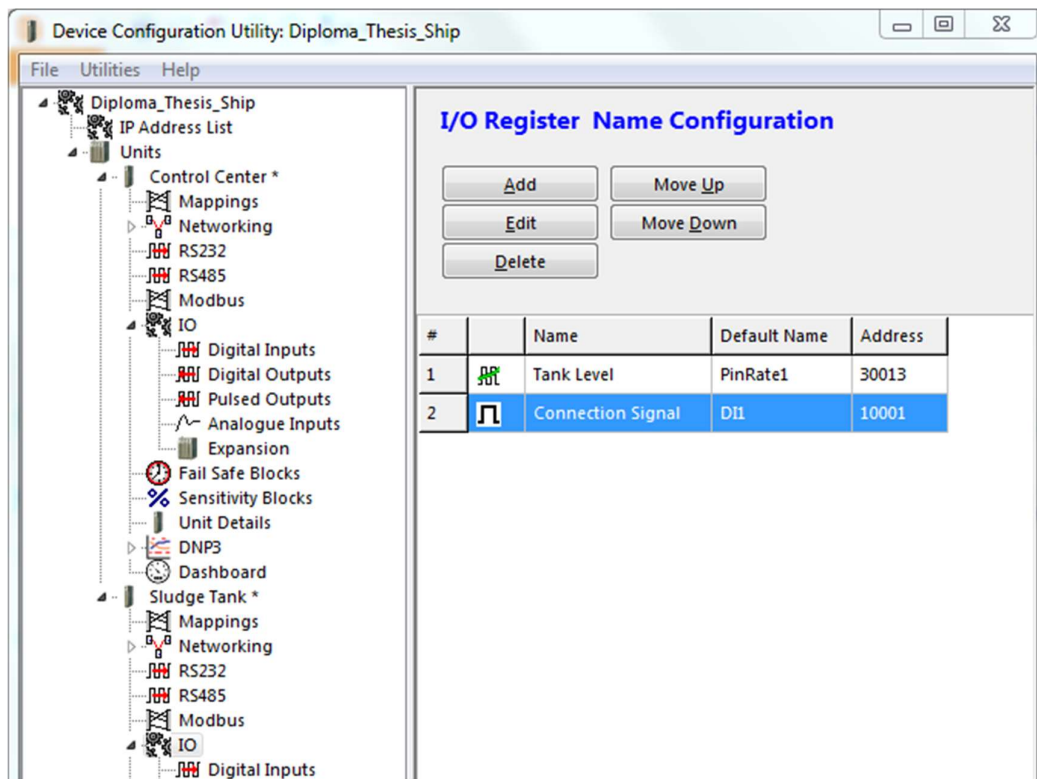 Device Configuration Utility: Diploma_Thesis_Ship
File Utilities Help
Diploma_Thesis_Ship
IP Address List
Units
Control Center *
Mappings
Networking
RS232
RS485
Modbus
IO
Digital Inputs
Digital Outputs
Pulsed Outputs
Analogue Inputs
Expansion
Fail Safe Blocks
Sensitivity Blocks
Unit Details
DNP3
Dashboard
Sludge Tank *
Mappings
Networking
RS232
RS485
Modbus
IO
Digital Inputs
I/O Register Name Configuration
Add Move Up
Edit Move Down
Delete
# Name Default Name Address
1 Tank Level PinRate1 30013
2 Connection Signal DI1 10001